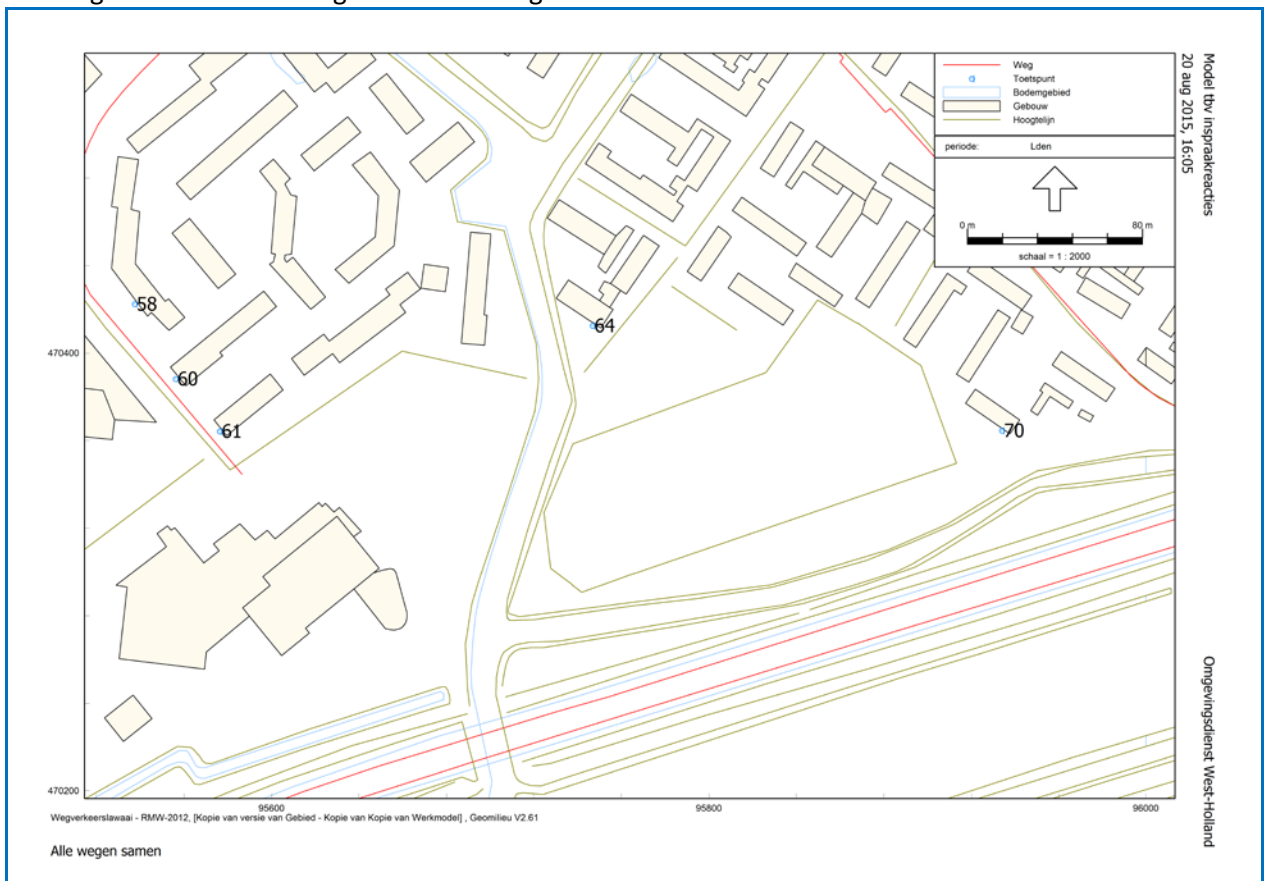 Weg
Toetspunt
Bodemgebied
Gebouw
Hoogtelijn
periode: Lden
0 m 80 m
schaal = 1 : 2000
Model tbv inspraakreacties
20 aug 2015, 16:05
58
64
470400
60
61
70
Omgevingsdienst West-Holland
470200
95600 95800 96000
Wegverkeerslawaai - RMW-2012, [Kopie van versie van Gebied - Kopie van Kopie van Werkmodel] , Geomilieu V2.61
Alle wegen samen